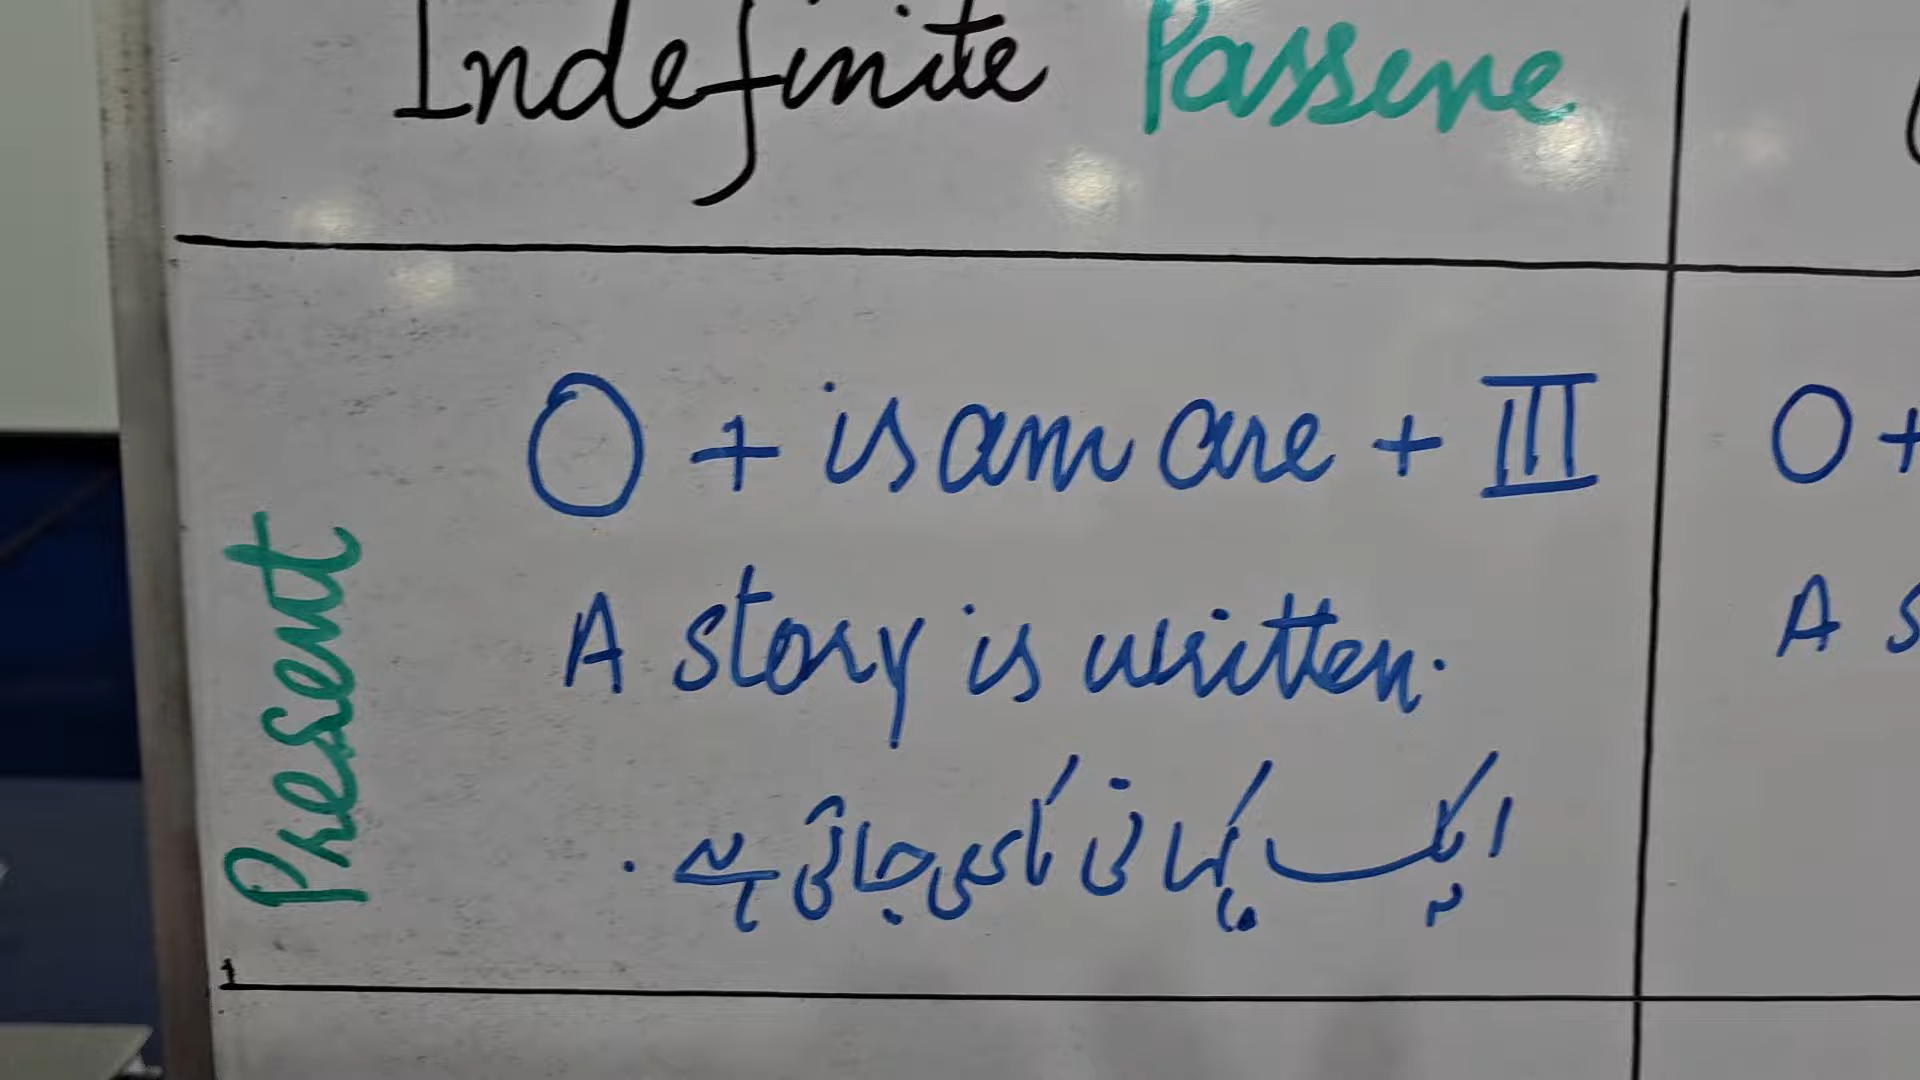 Indefinite Passive
Present
O + is am are + III
A story is written.
ایک کہانی لکھی جاتی ہے .
O +
A s